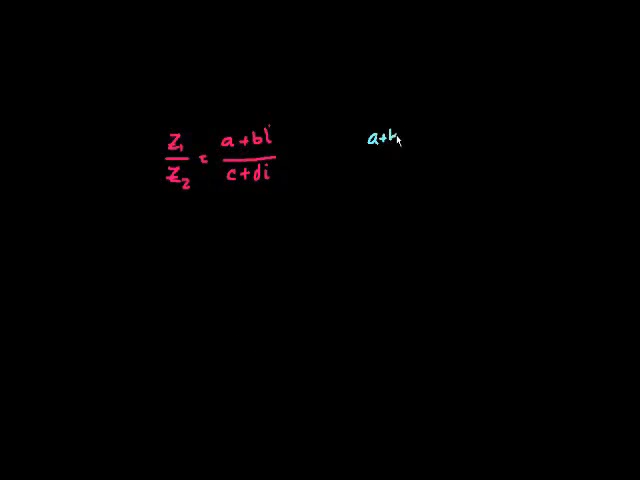 Z₁/Z₂ = (a+bi)/(c+di)
a+